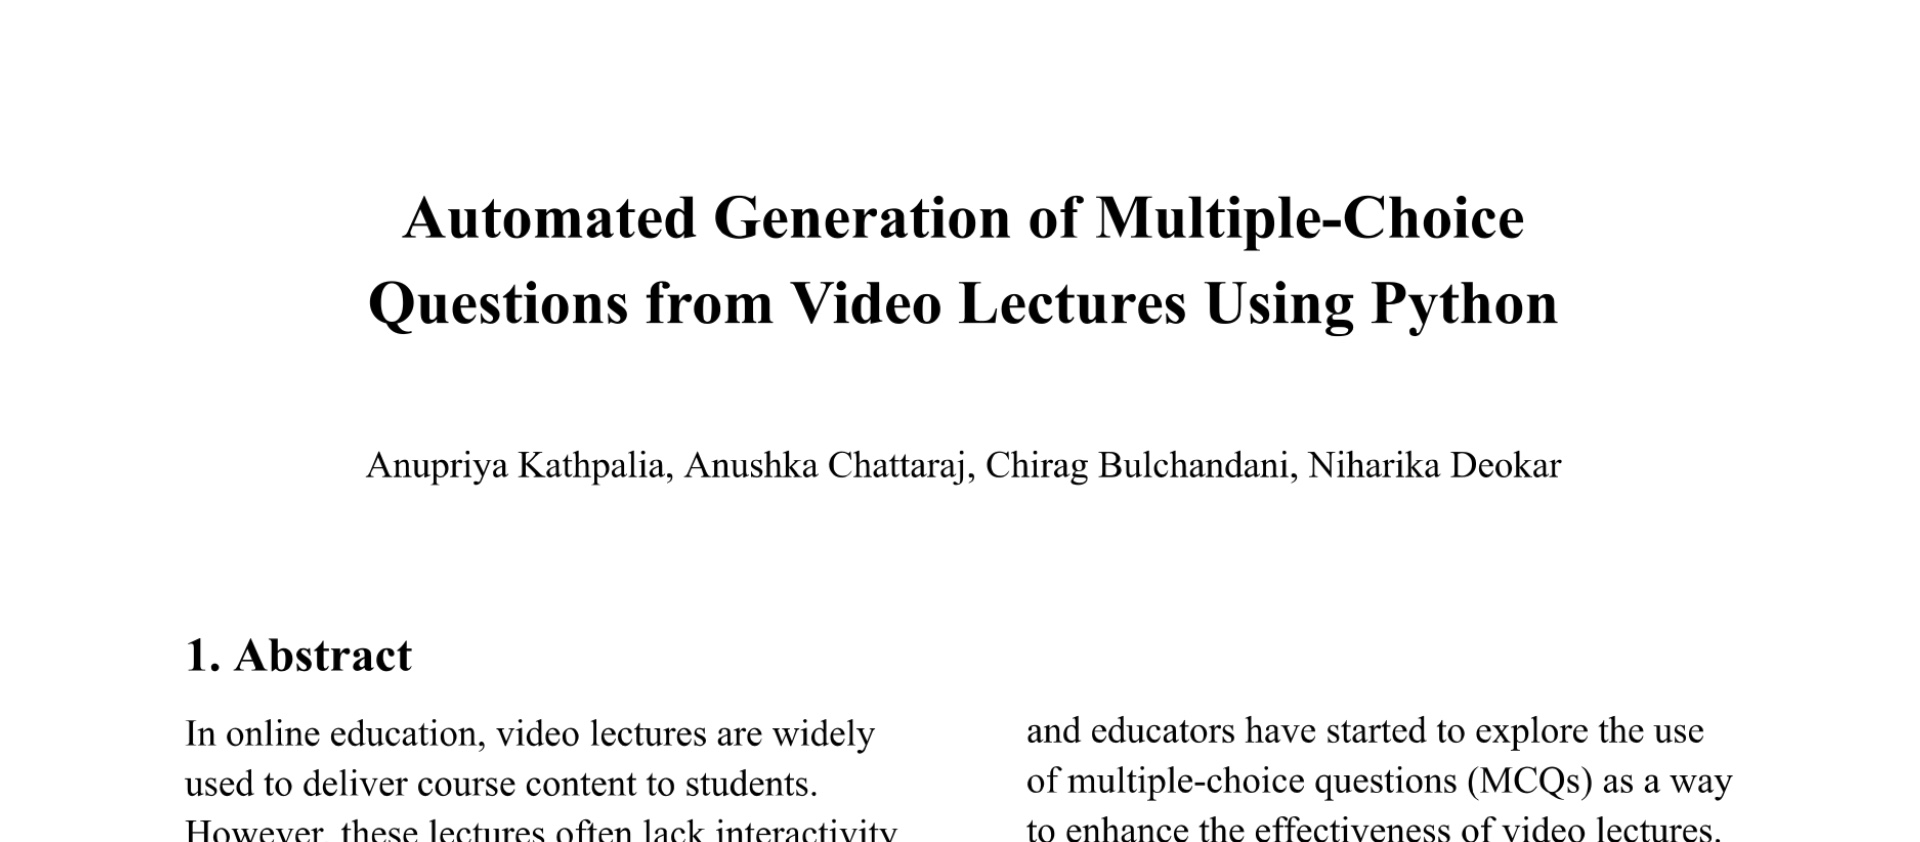 Automated Generation of Multiple-Choice
Questions from Video Lectures Using Python
Anupriya Kathpalia, Anushka Chattaraj, Chirag Bulchandani, Niharika Deokar
1. Abstract
In online education, video lectures are widely
used to deliver course content to students.
However, these lectures often lack interactivity
and educators have started to explore the use
of multiple-choice questions (MCQs) as a way
to enhance the effectiveness of video lectures.